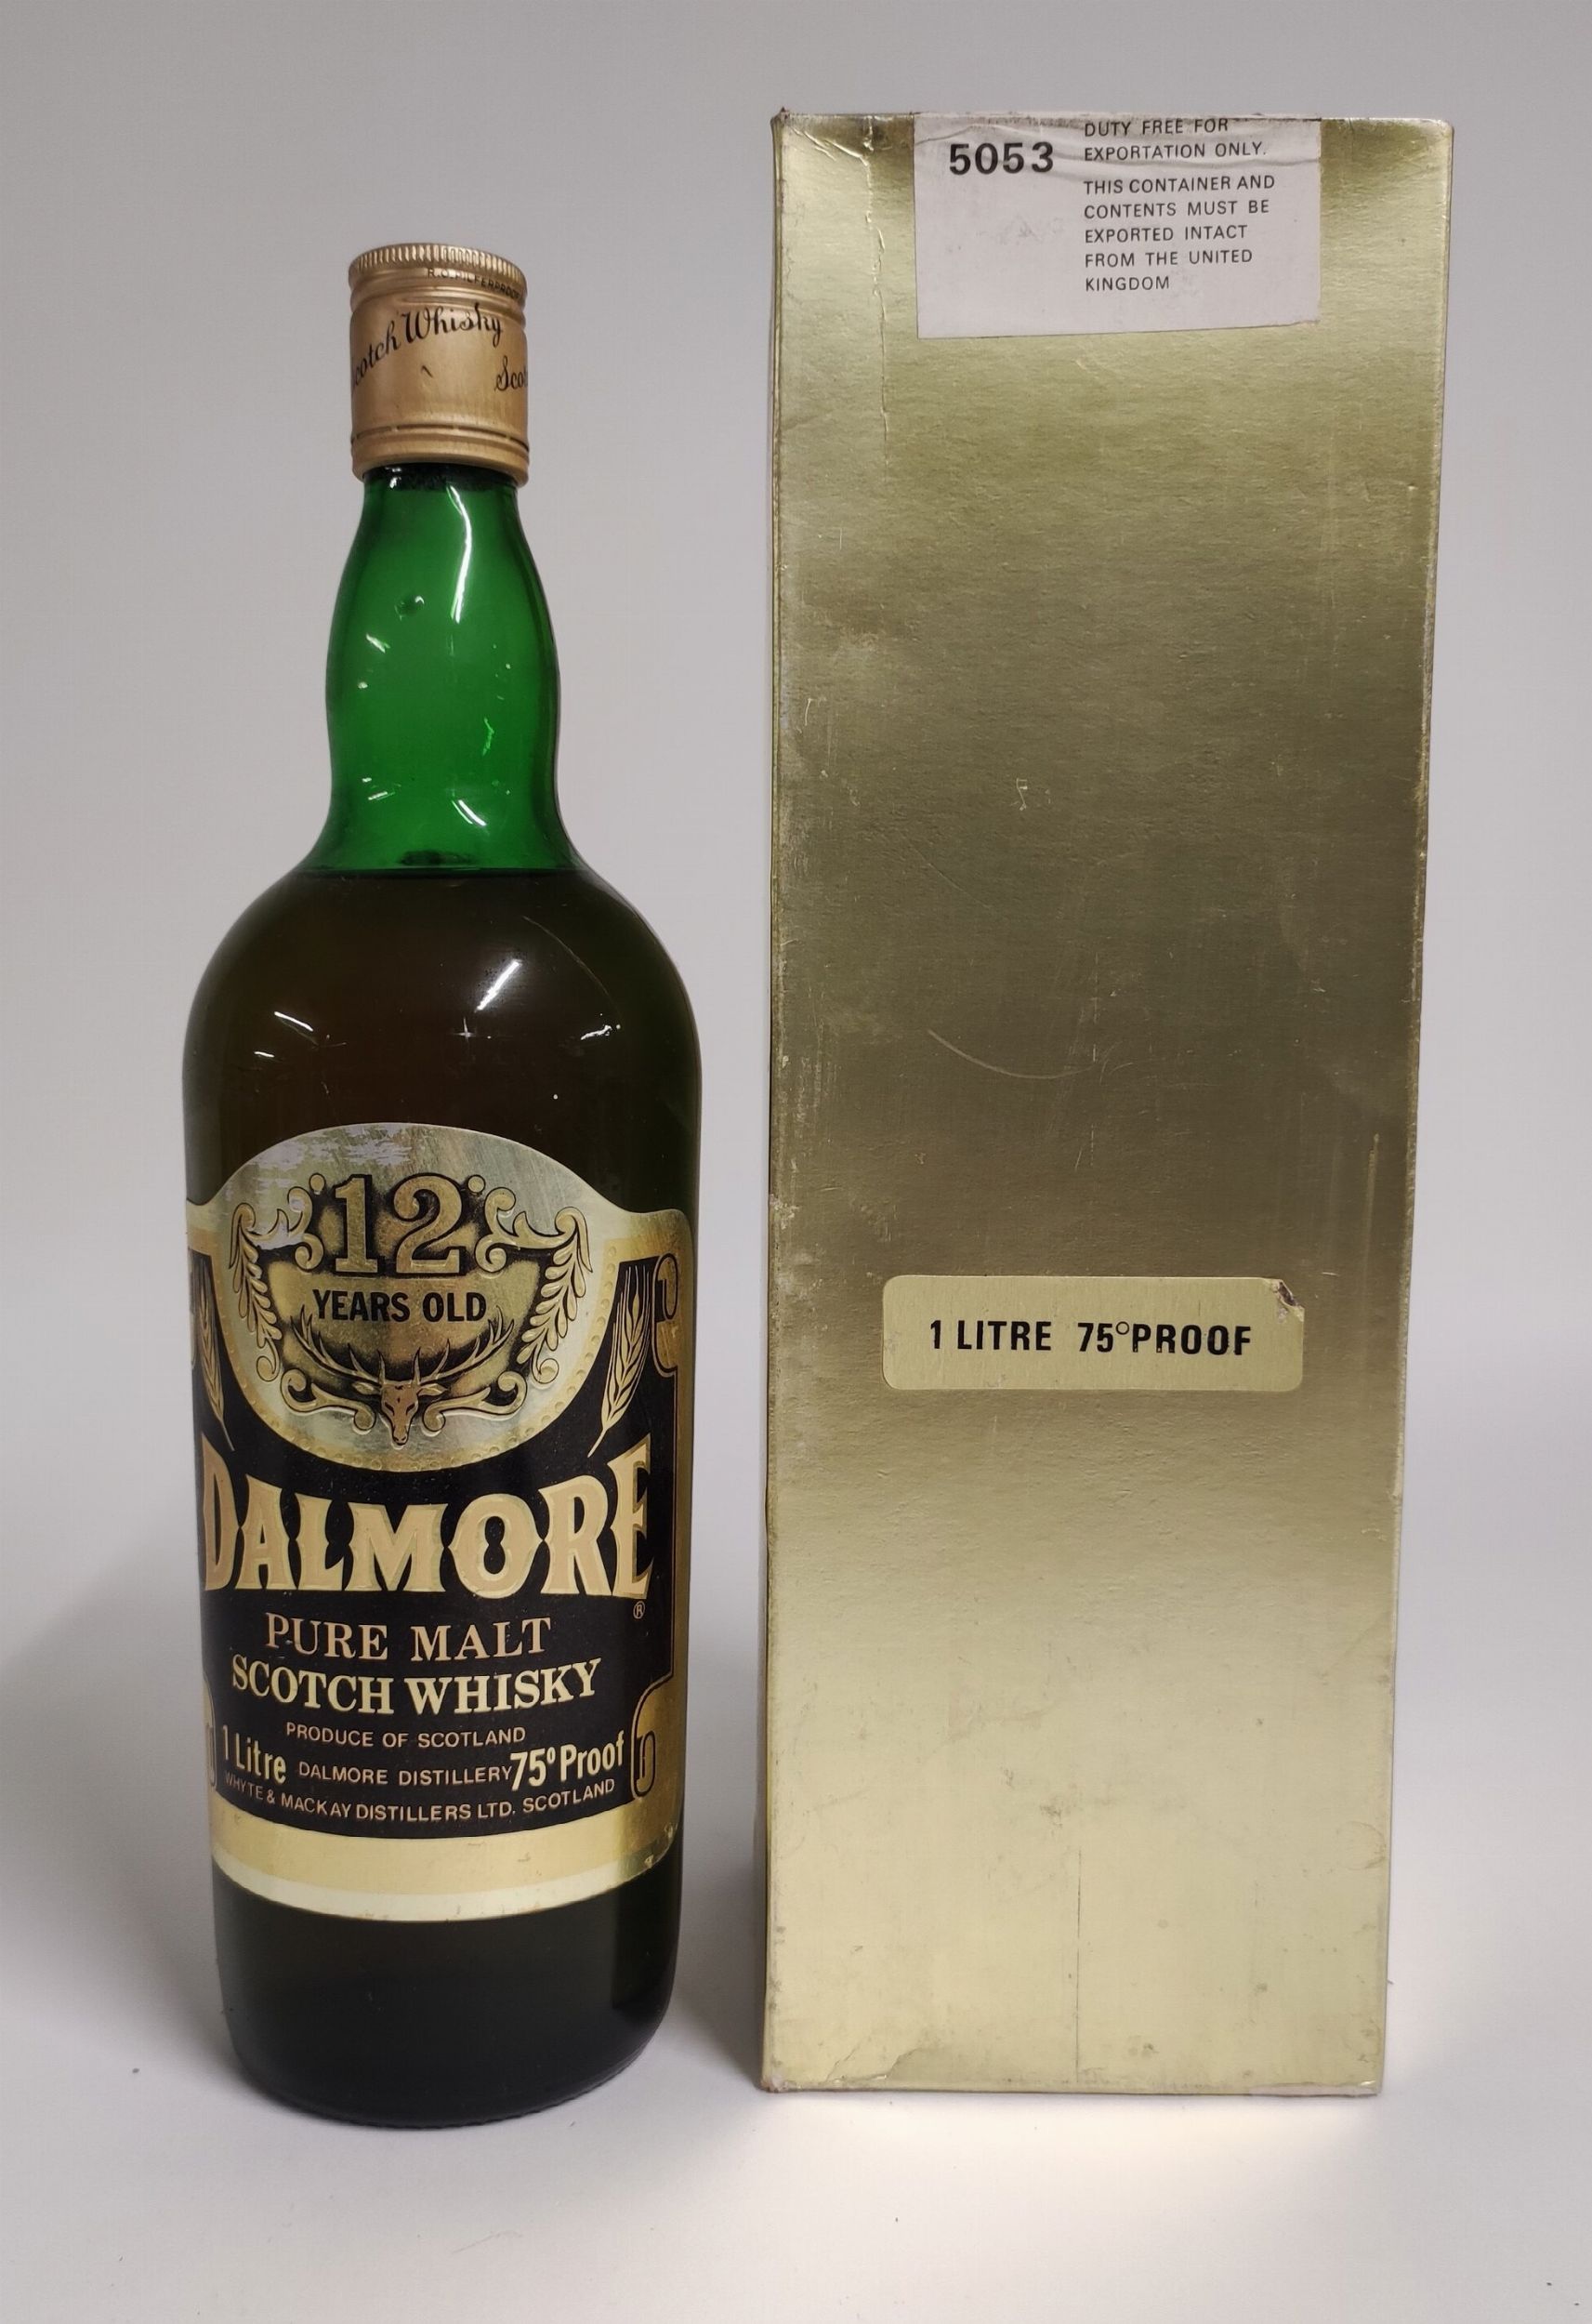 R.O. PILFERPROOF
Scotch Whisky
12
YEARS OLD
DALMORE
®
PURE MALT
SCOTCH WHISKY
PRODUCE OF SCOTLAND
1 Litre DALMORE DISTILLERY 75º Proof
WHYTE & MACKAY DISTILLERS LTD. SCOTLAND
5053
DUTY FREE FOR
EXPORTATION ONLY.
THIS CONTAINER AND
CONTENTS MUST BE
EXPORTED INTACT
FROM THE UNITED
KINGDOM
1 LITRE 75° PROOF